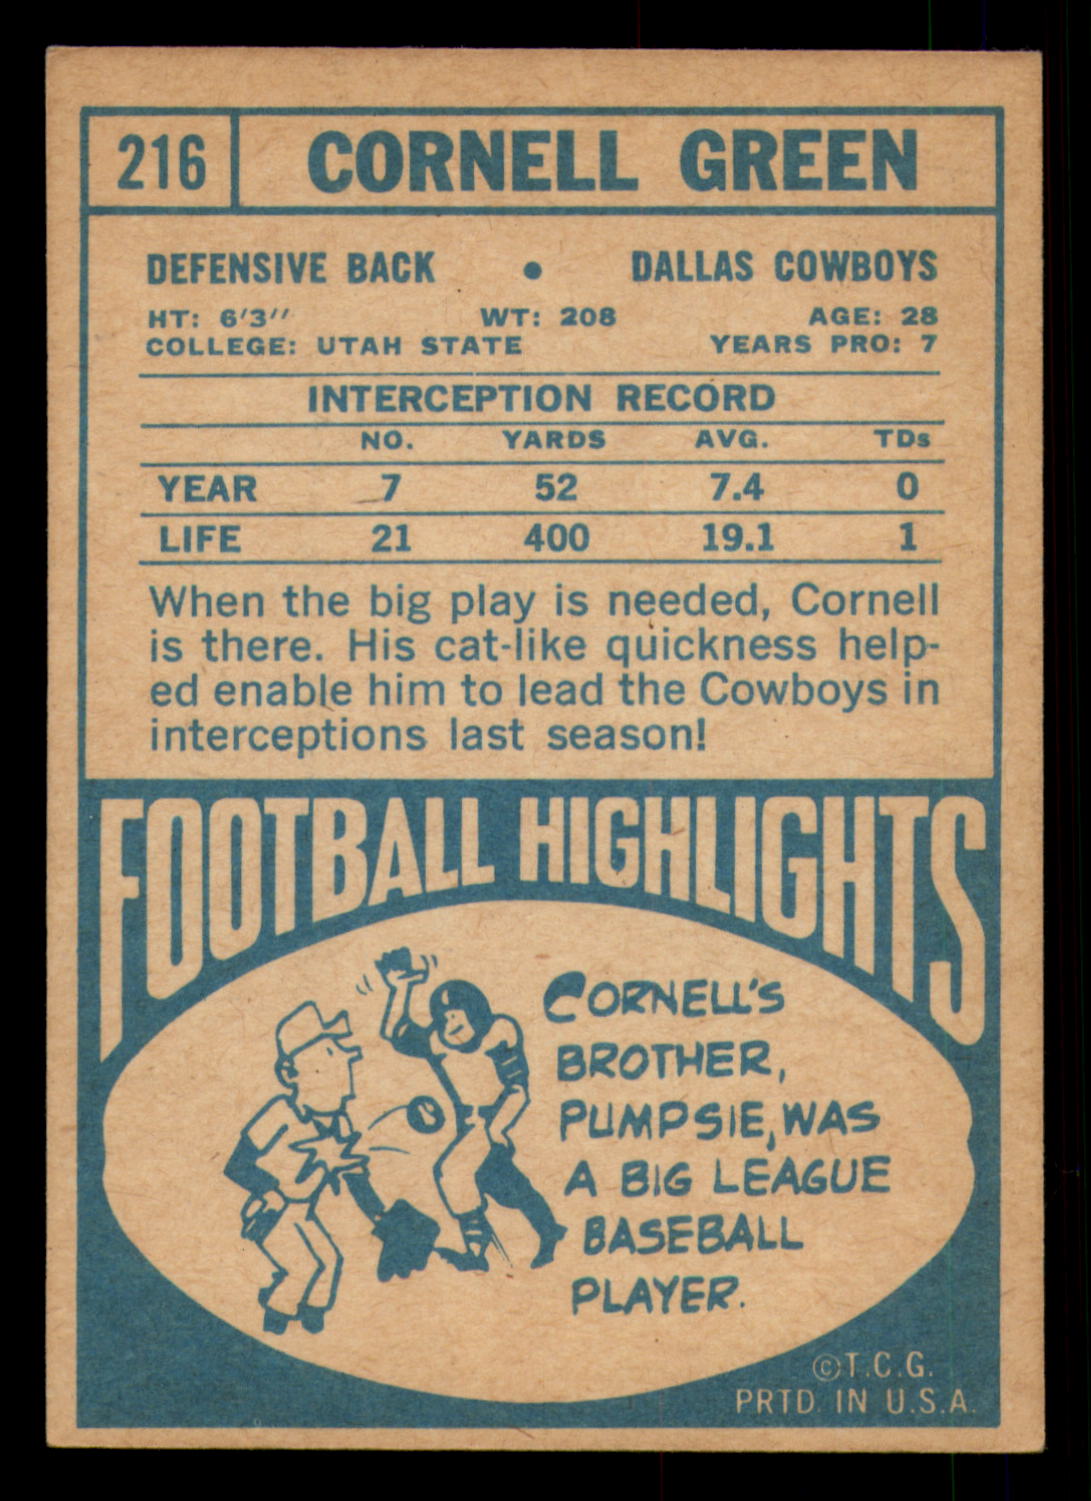 216 CORNELL GREEN
DEFENSIVE BACK • DALLAS COWBOYS
HT: 6'3" WT: 208 AGE: 28
COLLEGE: UTAH STATE YEARS PRO: 7
INTERCEPTION RECORD
NO. YARDS AVG. TDs
YEAR 7 52 7.4 0
LIFE 21 400 19.1 1
When the big play is needed, Cornell
is there. His cat-like quickness help-
ed enable him to lead the Cowboys in
interceptions last season!
FOOTBALL HIGHLIGHTS
CORNELL'S
BROTHER,
PUMPSIE, WAS
A BIG LEAGUE
BASEBALL
PLAYER.
©T.C.G.
PRTD. IN U.S.A.